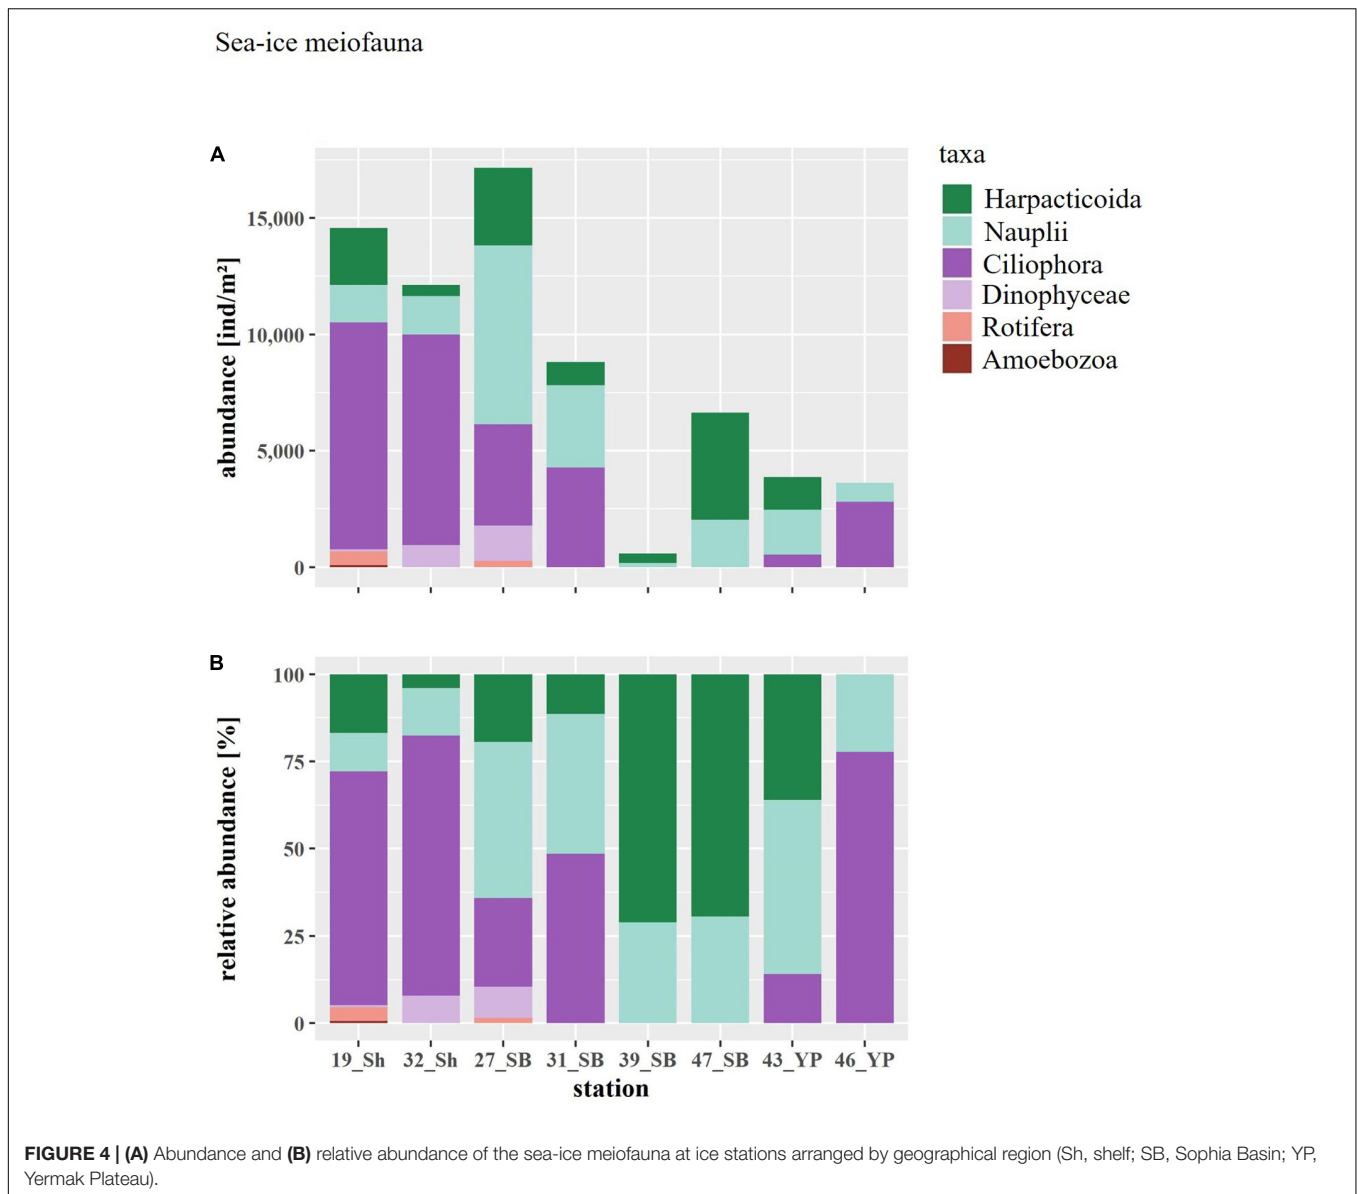 Sea-ice meiofauna
A
taxa
Harpacticoida
Nauplii
Ciliophora
Dinophyceae
Rotifera
Amoebozoa
abundance [ind/m²]
15,000
10,000
5,000
0
B
relative abundance [%]
100
75
50
25
0
19_Sh 32_Sh 27_SB 31_SB 39_SB 47_SB 43_YP 46_YP
station
FIGURE 4 | (A) Abundance and (B) relative abundance of the sea-ice meiofauna at ice stations arranged by geographical region (Sh, shelf; SB, Sophia Basin; YP,
Yermak Plateau).